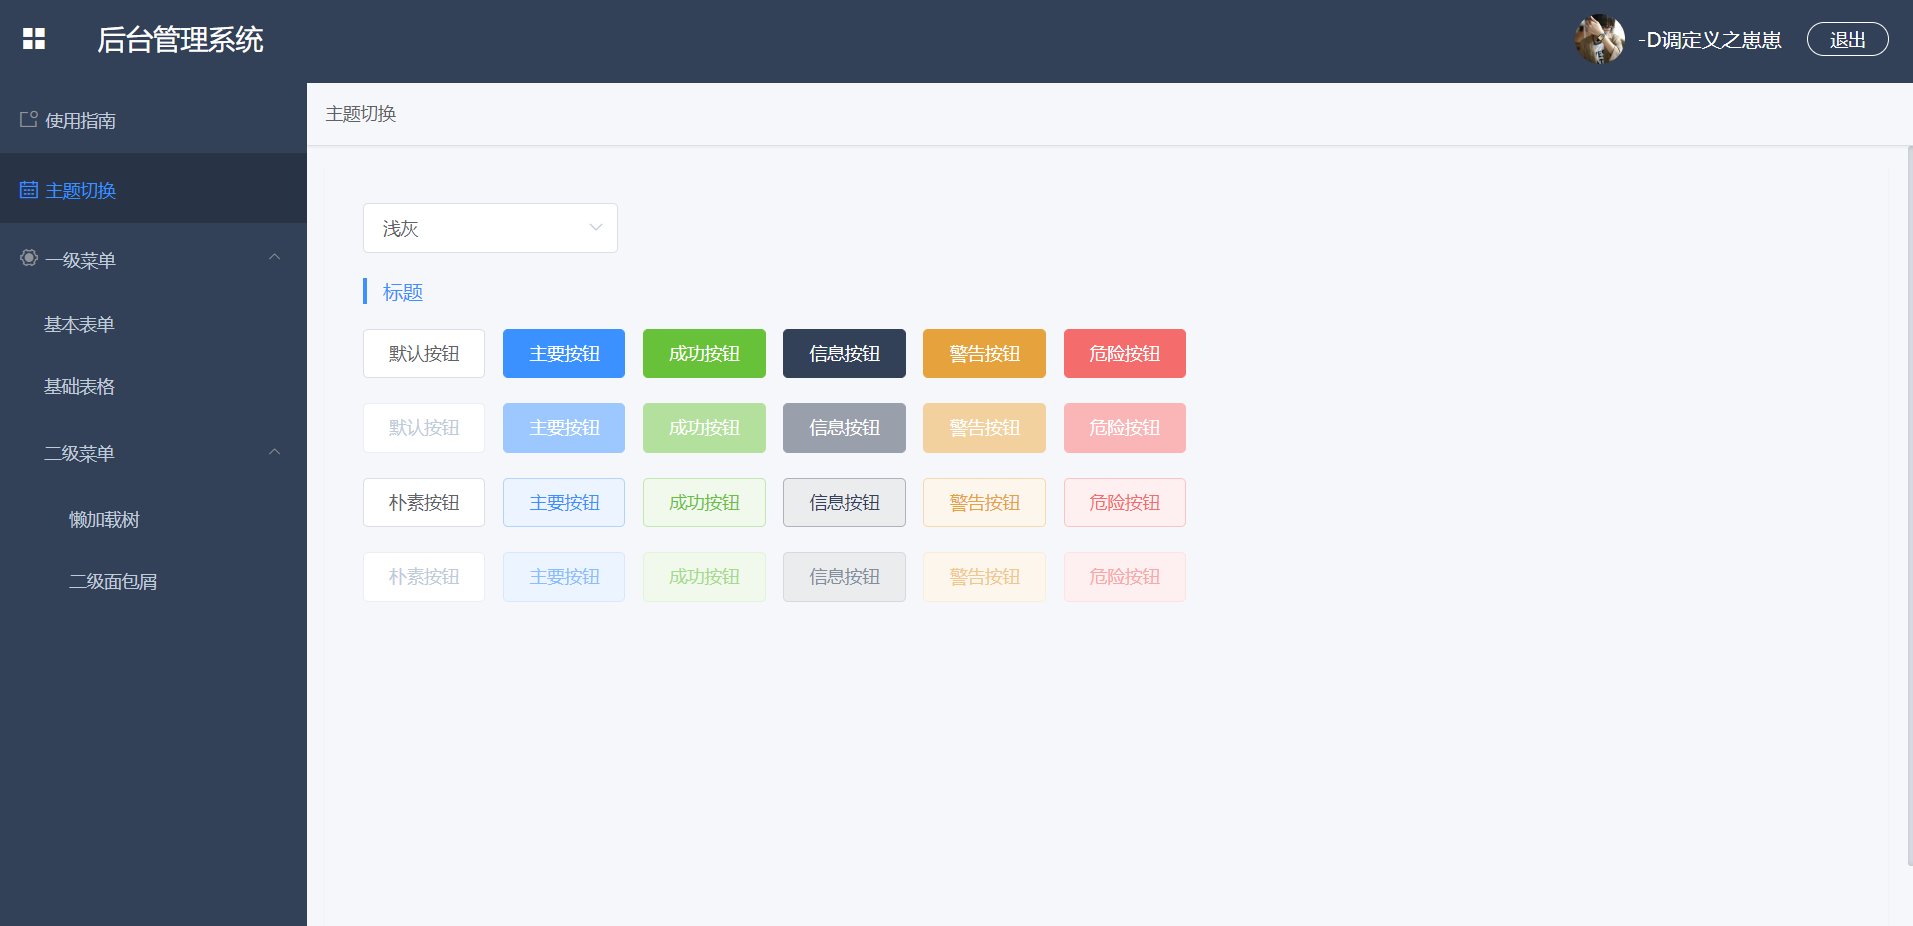 后台管理系统
-D调定义之崽崽 退出
使用指南
主题切换
一级菜单
基本表单
基础表格
二级菜单
懒加载树
二级面包屑
主题切换
浅灰
标题
默认按钮 主要按钮 成功按钮 信息按钮 警告按钮 危险按钮
默认按钮 主要按钮 成功按钮 信息按钮 警告按钮 危险按钮
朴素按钮 主要按钮 成功按钮 信息按钮 警告按钮 危险按钮
朴素按钮 主要按钮 成功按钮 信息按钮 警告按钮 危险按钮